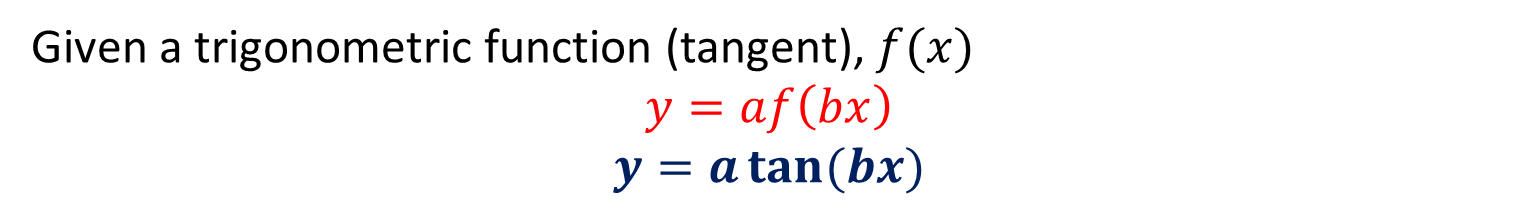 Given a trigonometric function (tangent), f(x)
y = af(bx)
y = a tan(bx)